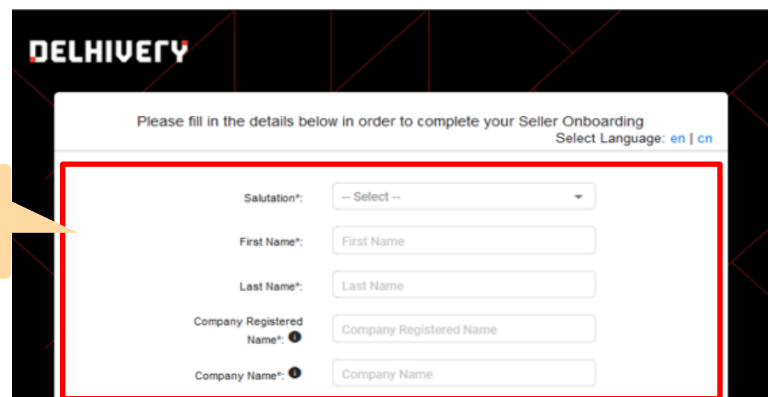 DELHIVERY
Please fill in the details below in order to complete your Seller Onboarding
Select Language: en | cn
Salutation*: -- Select --
First Name*: First Name
Last Name*: Last Name
Company Registered
Name*: Company Registered Name
Company Name*: Company Name